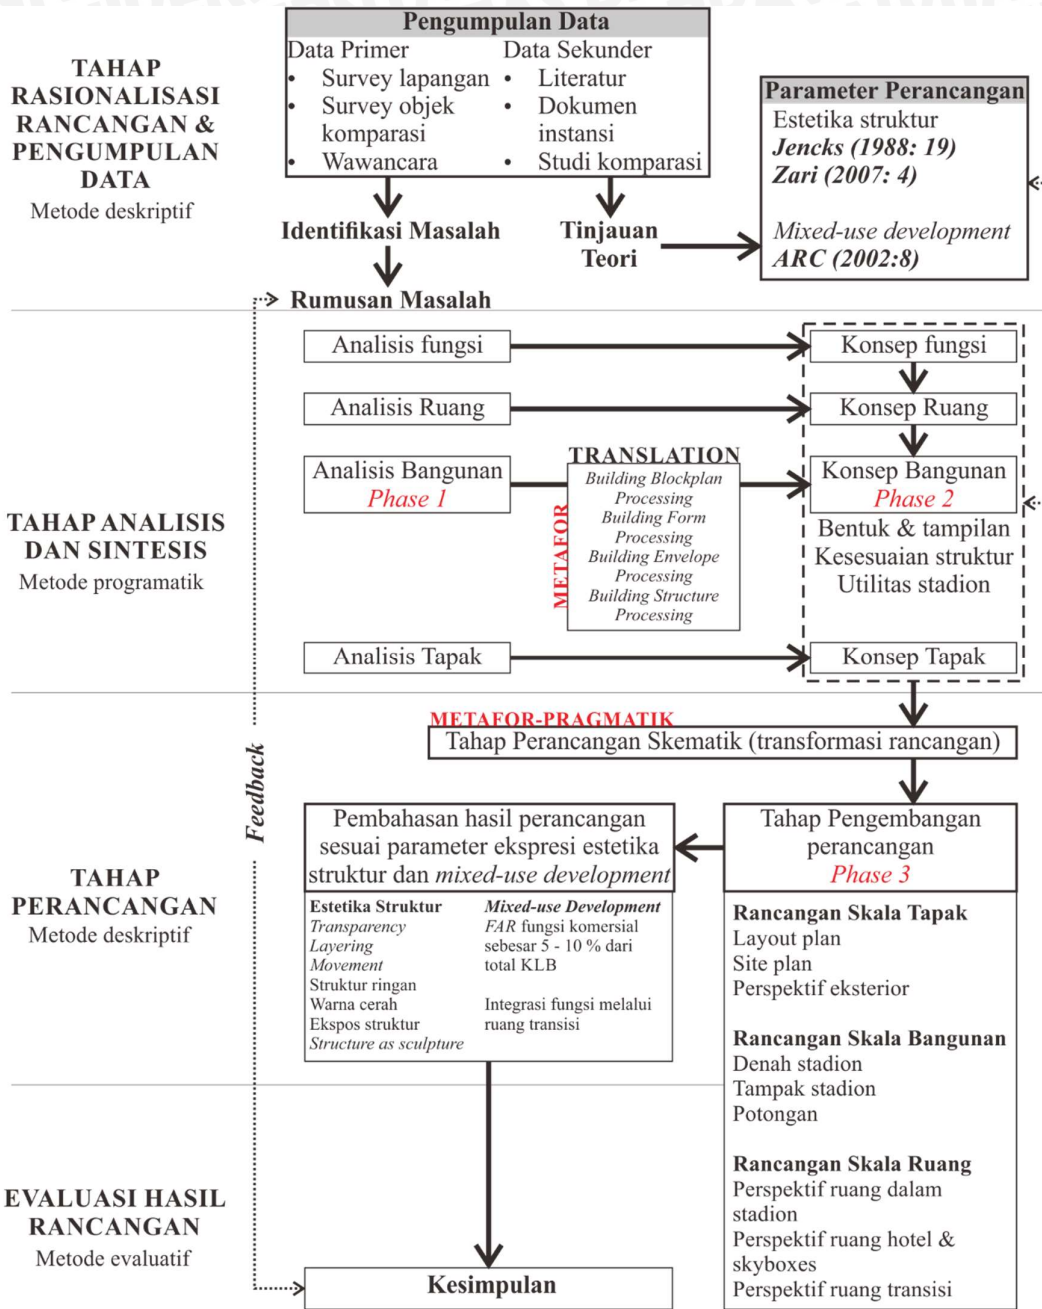 TAHAP
RASIONALISASI
RANCANGAN &
PENGUMPULAN
DATA
Metode deskriptif
Pengumpulan Data
Data Primer
• Survey lapangan
• Survey objek
komparasi
• Wawancara
Data Sekunder
• Literatur
• Dokumen
instansi
• Studi komparasi
Identifikasi Masalah
Tinjauan
Teori
Rumusan Masalah
Parameter Perancangan
Estetika struktur
Jencks (1988: 19)
Zari (2007: 4)
Mixed-use development
ARC (2002:8)
TAHAP ANALISIS
DAN SINTESIS
Metode programatik
Analisis fungsi
Konsep fungsi
Analisis Ruang
Konsep Ruang
Analisis Bangunan
Phase 1
TRANSLATION
METAFOR
Building Blockplan
Processing
Building Form
Processing
Building Envelope
Processing
Building Structure
Processing
Konsep Bangunan
Phase 2
Bentuk & tampilan
Kesesuaian struktur
Utilitas stadion
Analisis Tapak
Konsep Tapak
Feedback
TAHAP
PERANCANGAN
Metode deskriptif
METAFOR-PRAGMATIK
Tahap Perancangan Skematik (transformasi rancangan)
Pembahasan hasil perancangan
sesuai parameter ekspresi estetika
struktur dan mixed-use development
Estetika Struktur
Transparency
Layering
Movement
Struktur ringan
Warna cerah
Ekspos struktur
Structure as sculpture
Mixed-use Development
FAR fungsi komersial
sebesar 5 - 10 % dari
total KLB
Integrasi fungsi melalui
ruang transisi
Tahap Pengembangan
perancangan
Phase 3
Rancangan Skala Tapak
Layout plan
Site plan
Perspektif eksterior
Rancangan Skala Bangunan
Denah stadion
Tampak stadion
Potongan
Rancangan Skala Ruang
Perspektif ruang dalam
stadion
Perspektif ruang hotel &
skyboxes
Perspektif ruang transisi
EVALUASI HASIL
RANCANGAN
Metode evaluatif
Kesimpulan